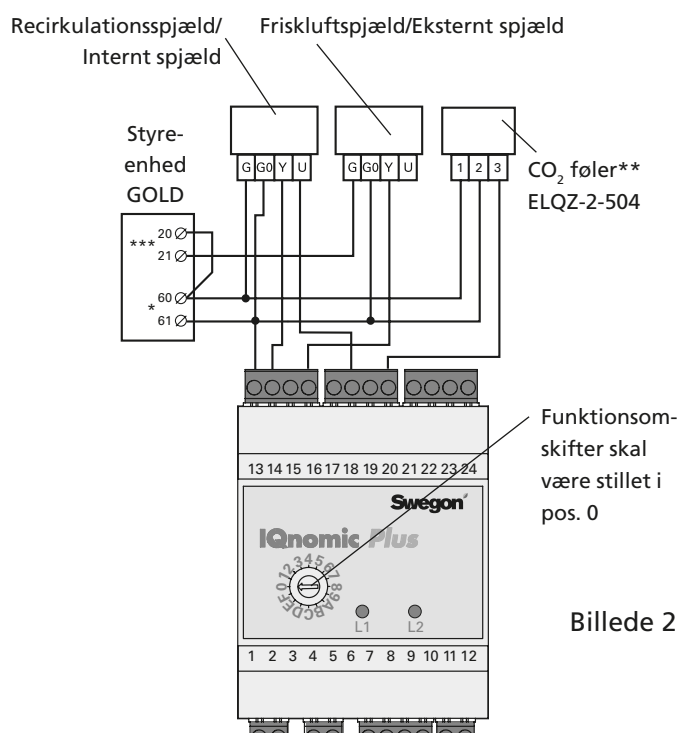 Recirkulationsspjæld/
Internt spjæld
Friskluftspjæld/Eksternt spjæld
Styre-
enhed
GOLD
G G0 Y U
G G0 Y U
1 2 3
CO2 føler**
ELQZ-2-504
20
*** 21
60
* 61
13 14 15 16 17 18 19 20 21 22 23 24
Swegon
IQnomic Plus
0 1 2 3 4 5 6 7 8 9 A B C D E F
L1 L2
1 2 3 4 5 6 7 8 9 10 11 12
Funktionsom-
skifter skal
være stillet i
pos. 0
Billede 2